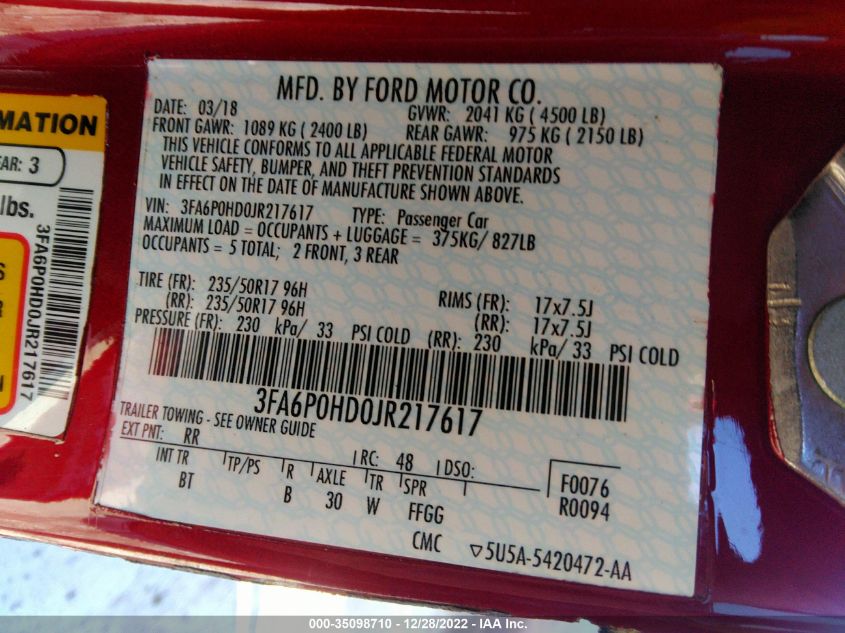 MFD. BY FORD MOTOR CO.
DATE: 03/18 GVWR: 2041 KG ( 4500 LB)
FRONT GAWR: 1089 KG ( 2400 LB) REAR GAWR: 975 KG ( 2150 LB)
THIS VEHICLE CONFORMS TO ALL APPLICABLE FEDERAL MOTOR
VEHICLE SAFETY, BUMPER, AND THEFT PREVENTION STANDARDS
IN EFFECT ON THE DATE OF MANUFACTURE SHOWN ABOVE.
VIN: 3FA6P0HD0JR217617 TYPE: Passenger Car
MAXIMUM LOAD = OCCUPANTS + LUGGAGE = 375KG/ 827LB
OCCUPANTS = 5 TOTAL; 2 FRONT, 3 REAR
TIRE (FR): 235/50R17 96H RIMS (FR): 17x7.5J
(RR): 235/50R17 96H (RR): 17x7.5J
PRESSURE (FR): 230 kPa/ 33 PSI COLD (RR): 230 kPa/ 33 PSI COLD
3FA6P0HD0JR217617
TRAILER TOWING - SEE OWNER GUIDE
EXT PNT: RR RC: 48 DSO:
INT TR TP/PS R AXLE TR SPR
BT B 30 W FFGG
F0076
R0094
CMC ▽5U5A-5420472-AA
MATION
EAR: 3
lbs.
3FA6P0HD0JR217617
000-35098710 - 12/28/2022 - IAA Inc.